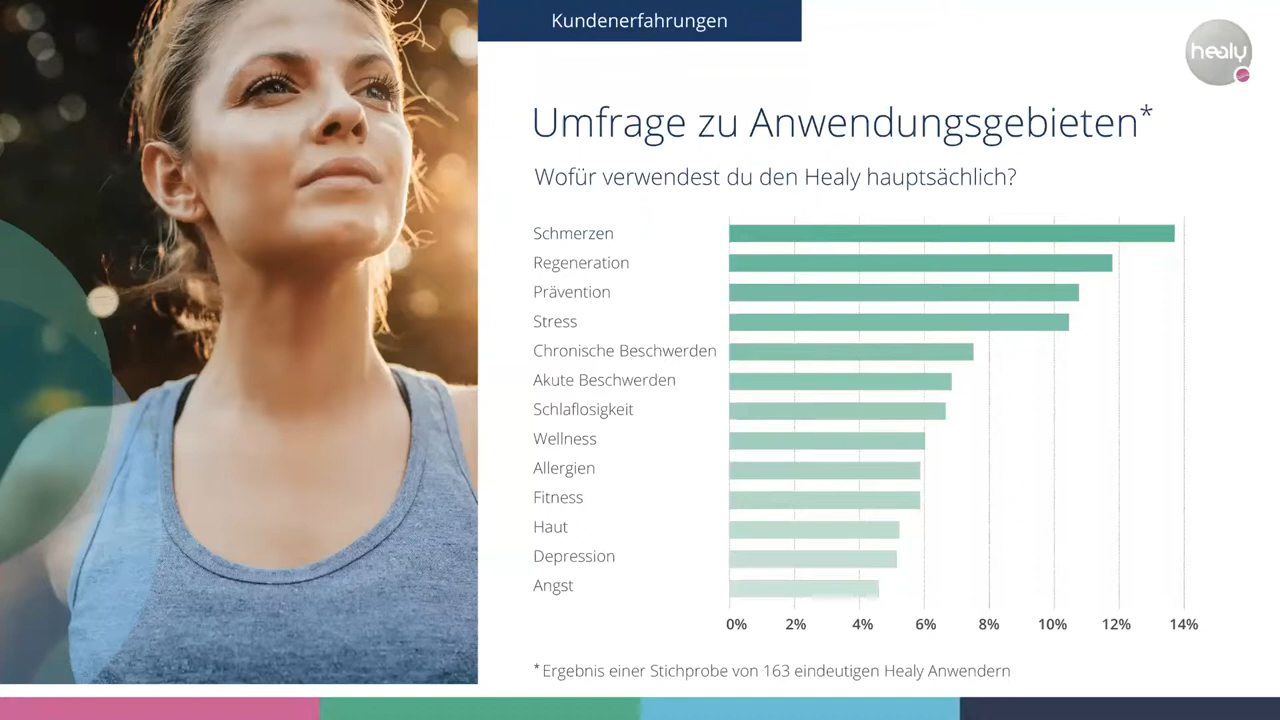 Kundenerfahrungen
healy
Umfrage zu Anwendungsgebieten*
Wofür verwendest du den Healy hauptsächlich?
Schmerzen
Regeneration
Prävention
Stress
Chronische Beschwerden
Akute Beschwerden
Schlaflosigkeit
Wellness
Allergien
Fitness
Haut
Depression
Angst
0% 2% 4% 6% 8% 10% 12% 14%
* Ergebnis einer Stichprobe von 163 eindeutigen Healy Anwendern